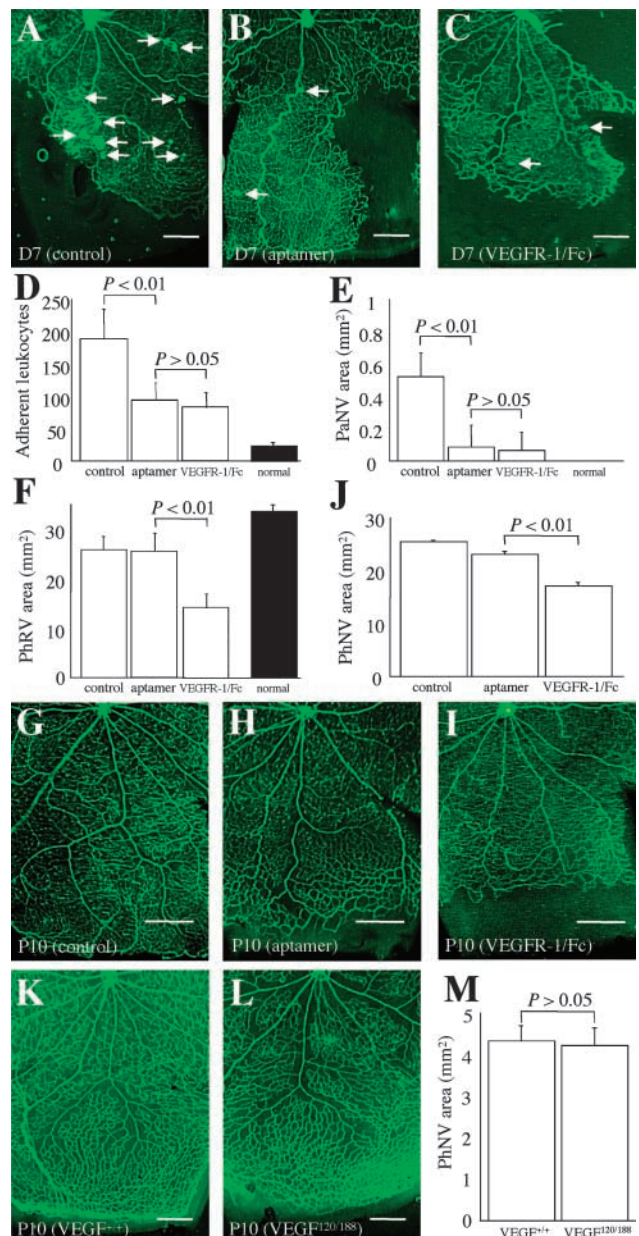 A
B
C
D7 (control)
D7 (aptamer)
D7 (VEGFR-1/Fc)
D
Adherent leukocytes
250
200
150
100
50
0
P < 0.01
P > 0.05
control
aptamer
VEGFR-1/Fc
normal
E
PaNV area (mm²)
1
0.8
0.6
0.4
0.2
0
P < 0.01
P > 0.05
control
aptamer
VEGFR-1/Fc
normal
F
PhRV area (mm²)
30
20
10
0
P < 0.01
control
aptamer
VEGFR-1/Fc
normal
J
PhNV area (mm²)
30
20
10
0
P < 0.01
control
aptamer
VEGFR-1/Fc
G
H
I
P10 (control)
P10 (aptamer)
P10 (VEGFR-1/Fc)
K
L
P10 (VEGF+/+)
P10 (VEGF120/188)
M
PhNV area (mm²)
5
4
3
2
1
0
P > 0.05
VEGF+/+
VEGF120/188